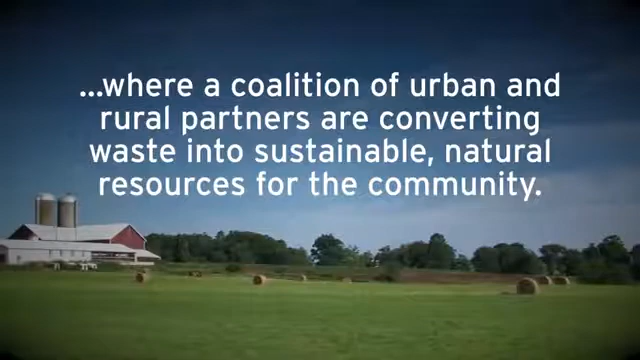 ...where a coalition of urban and
rural partners are converting
waste into sustainable, natural
resources for the community.